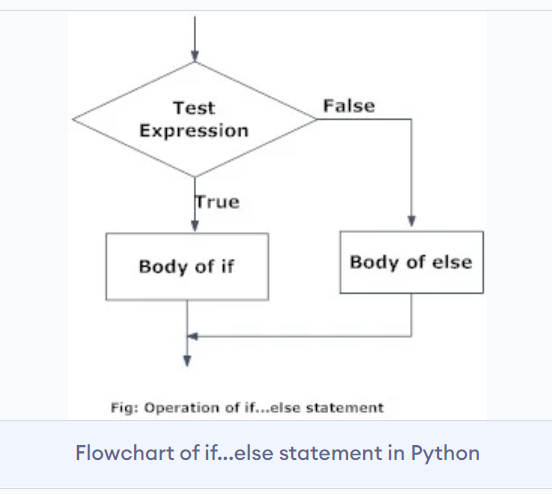 Test
Expression
False
True
Body of if
Body of else
Fig: Operation of if...else statement
Flowchart of if...else statement in Python